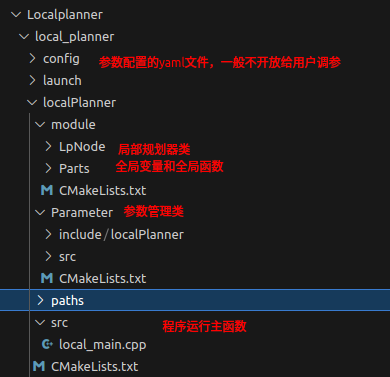 Localplanner
local_planner
config 参数配置的yaml文件，一般不开放给用户调参
launch
localPlanner
module
LpNode 局部规划器类
Parts 全局变量和全局函数
CMakeLists.txt
Parameter 参数管理类
include/localPlanner
src
CMakeLists.txt
paths
src 程序运行主函数
local_main.cpp
CMakeLists.txt